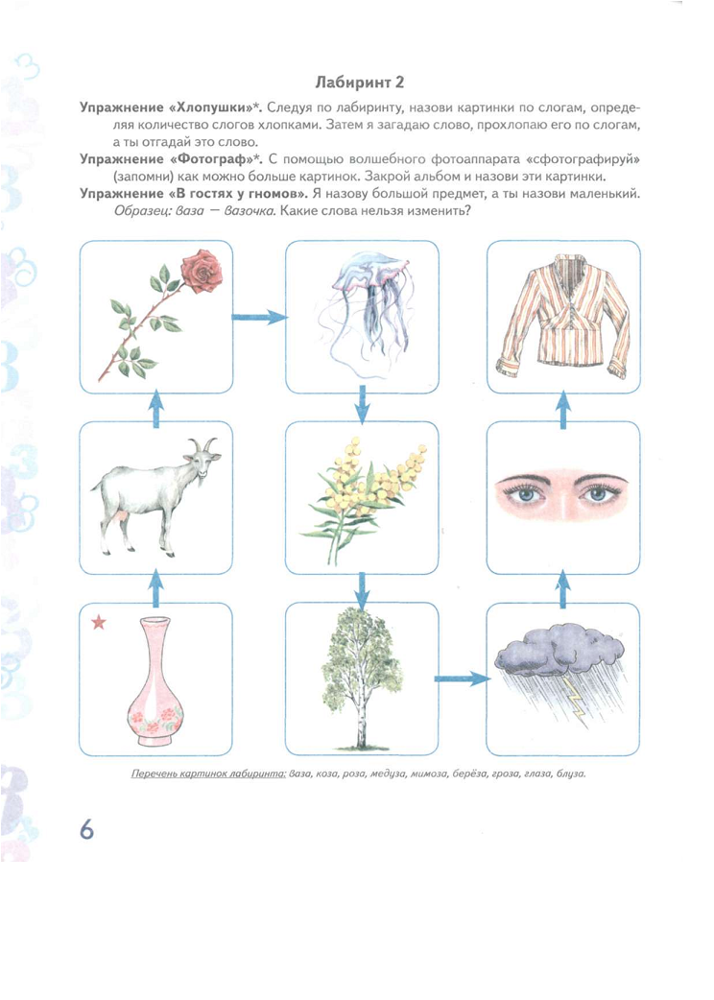 Лабиринт 2
Упражнение «Хлопушки»*. Следуя по лабиринту, назови картинки по слогам, опреде-
ляя количество слогов хлопками. Затем я загадаю слово, прохлопаю его по слогам,
а ты отгадай это слово.
Упражнение «Фотограф»*. С помощью волшебного фотоаппарата «сфотографируй»
(запомни) как можно больше картинок. Закрой альбом и назови эти картинки.
Упражнение «В гостях у гномов». Я назову большой предмет, а ты назови маленький.
Образец: ваза — вазочка. Какие слова нельзя изменить?
Перечень картинок лабиринта: ваза, коза, роза, медуза, мимоза, берёза, гроза, глаза, блуза.
6